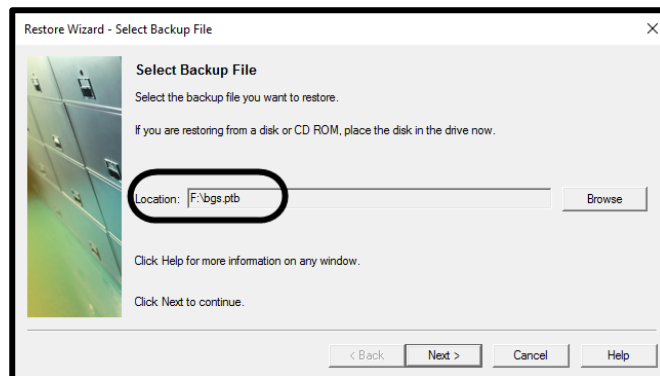 Restore Wizard - Select Backup File
Select Backup File
Select the backup file you want to restore.
If you are restoring from a disk or CD ROM, place the disk in the drive now.
Location: F:\bgs.ptb Browse
Click Help for more information on any window.
Click Next to continue.
< Back Next > Cancel Help